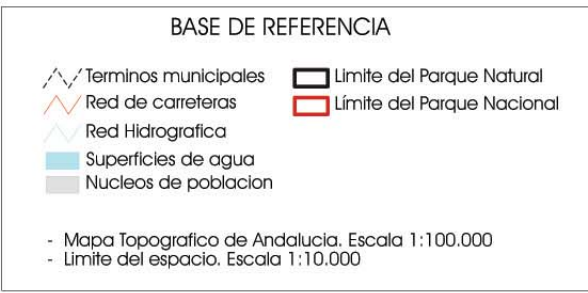 BASE DE REFERENCIA
Terminos municipales
Red de carreteras
Red Hidrografica
Superficies de agua
Nucleos de poblacion
Limite del Parque Natural
Límite del Parque Nacional
- Mapa Topografico de Andalucia. Escala 1:100.000
- Limite del espacio. Escala 1:10.000